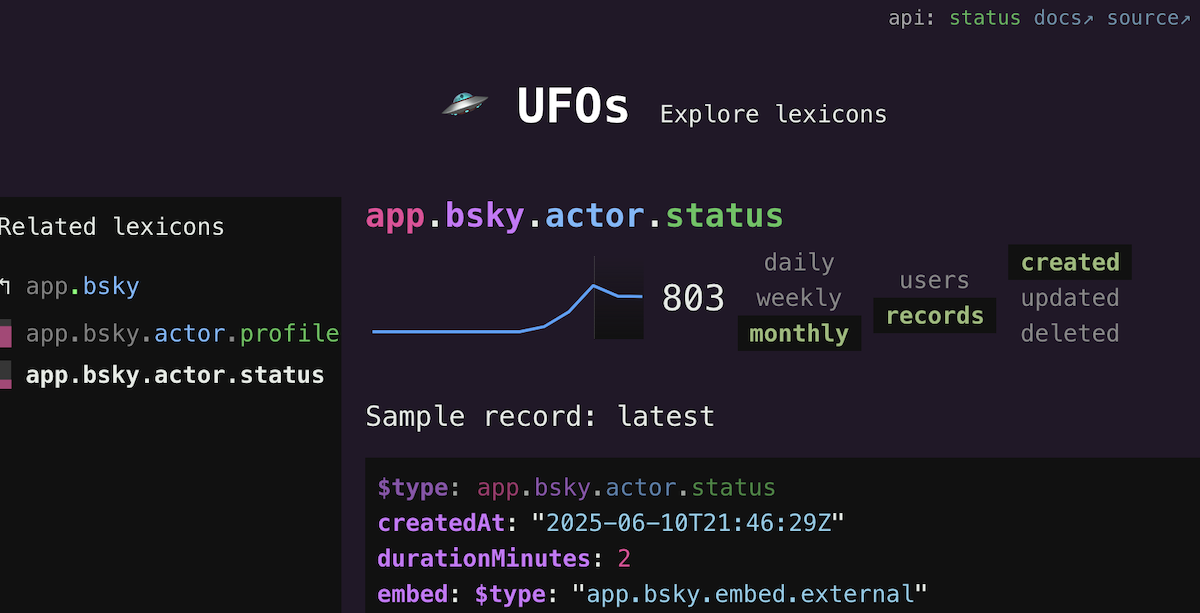 api: status docs↗ source↗
UFOs Explore lexicons
Related lexicons
↰ app.bsky
app.bsky.actor.profile
app.bsky.actor.status
app.bsky.actor.status
803
daily
weekly
monthly
users
records
created
updated
deleted
Sample record: latest
$type: app.bsky.actor.status
createdAt: "2025-06-10T21:46:29Z"
durationMinutes: 2
embed: $type: "app.bsky.embed.external"